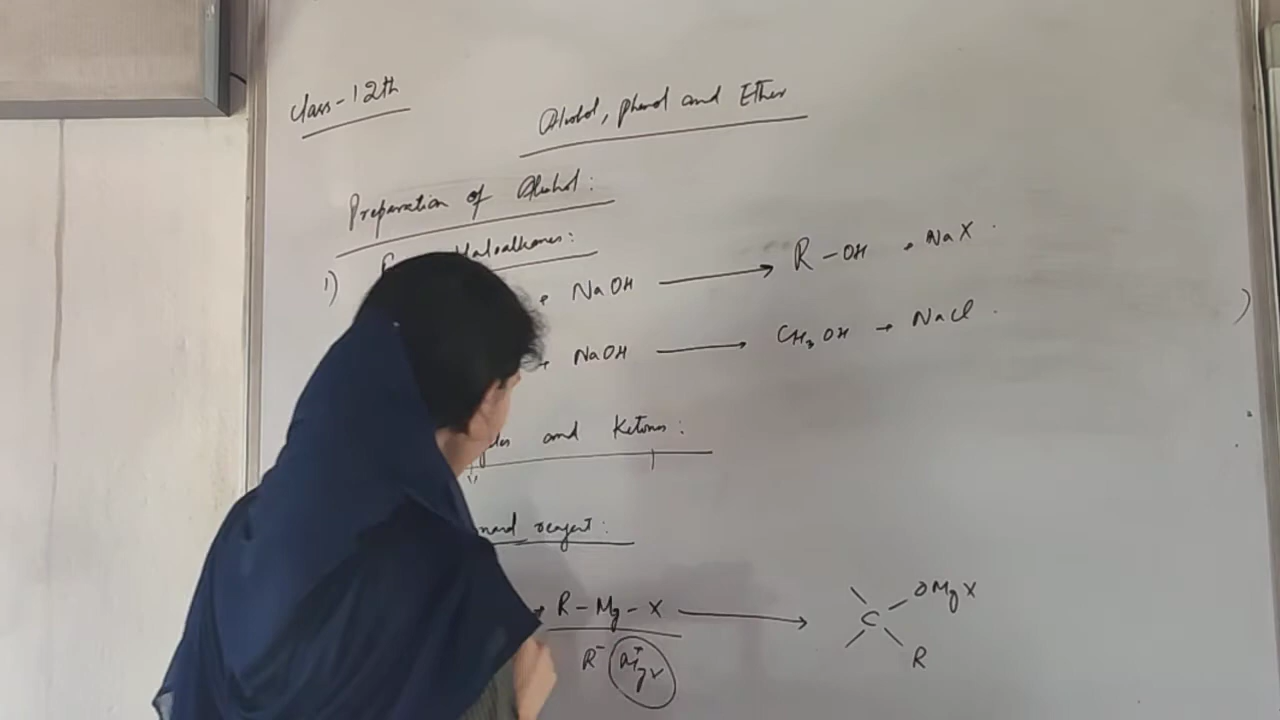 Class-12th
Alcohol, phenol and Ether
Preparation of Alcohol:
1) Haloalkanes:
+ NaOH ⟶ R-OH + NaX.
+ NaOH ⟶ CH₃OH + NaCl.
and Ketones:
reagent:
+ R-Mg-X ⟶ C OMgX
R
R⁻